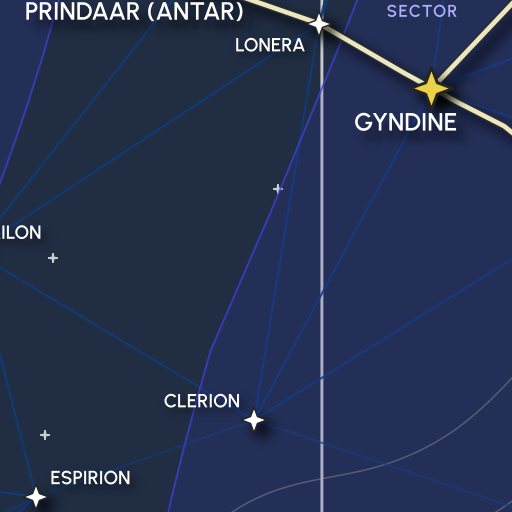 PRINDAAR (ANTAR)
SECTOR
LONERA
GYNDINE
ILON
CLERION
ESPIRION